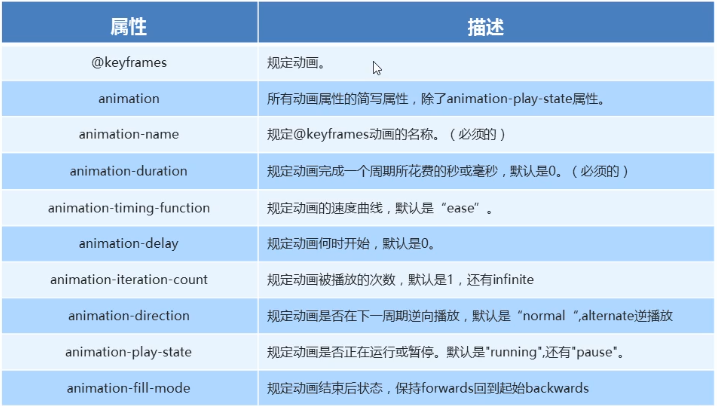 属性 描述
@keyframes 规定动画。
animation 所有动画属性的简写属性，除了animation-play-state属性。
animation-name 规定@keyframes动画的名称。（必须的）
animation-duration 规定动画完成一个周期所花费的秒或毫秒，默认是0。（必须的）
animation-timing-function 规定动画的速度曲线，默认是“ease”。
animation-delay 规定动画何时开始，默认是0。
animation-iteration-count 规定动画被播放的次数，默认是1，还有infinite
animation-direction 规定动画是否在下一周期逆向播放，默认是“normal“,alternate逆播放
animation-play-state 规定动画是否正在运行或暂停。默认是"running",还有"pause"。
animation-fill-mode 规定动画结束后状态，保持forwards回到起始backwards